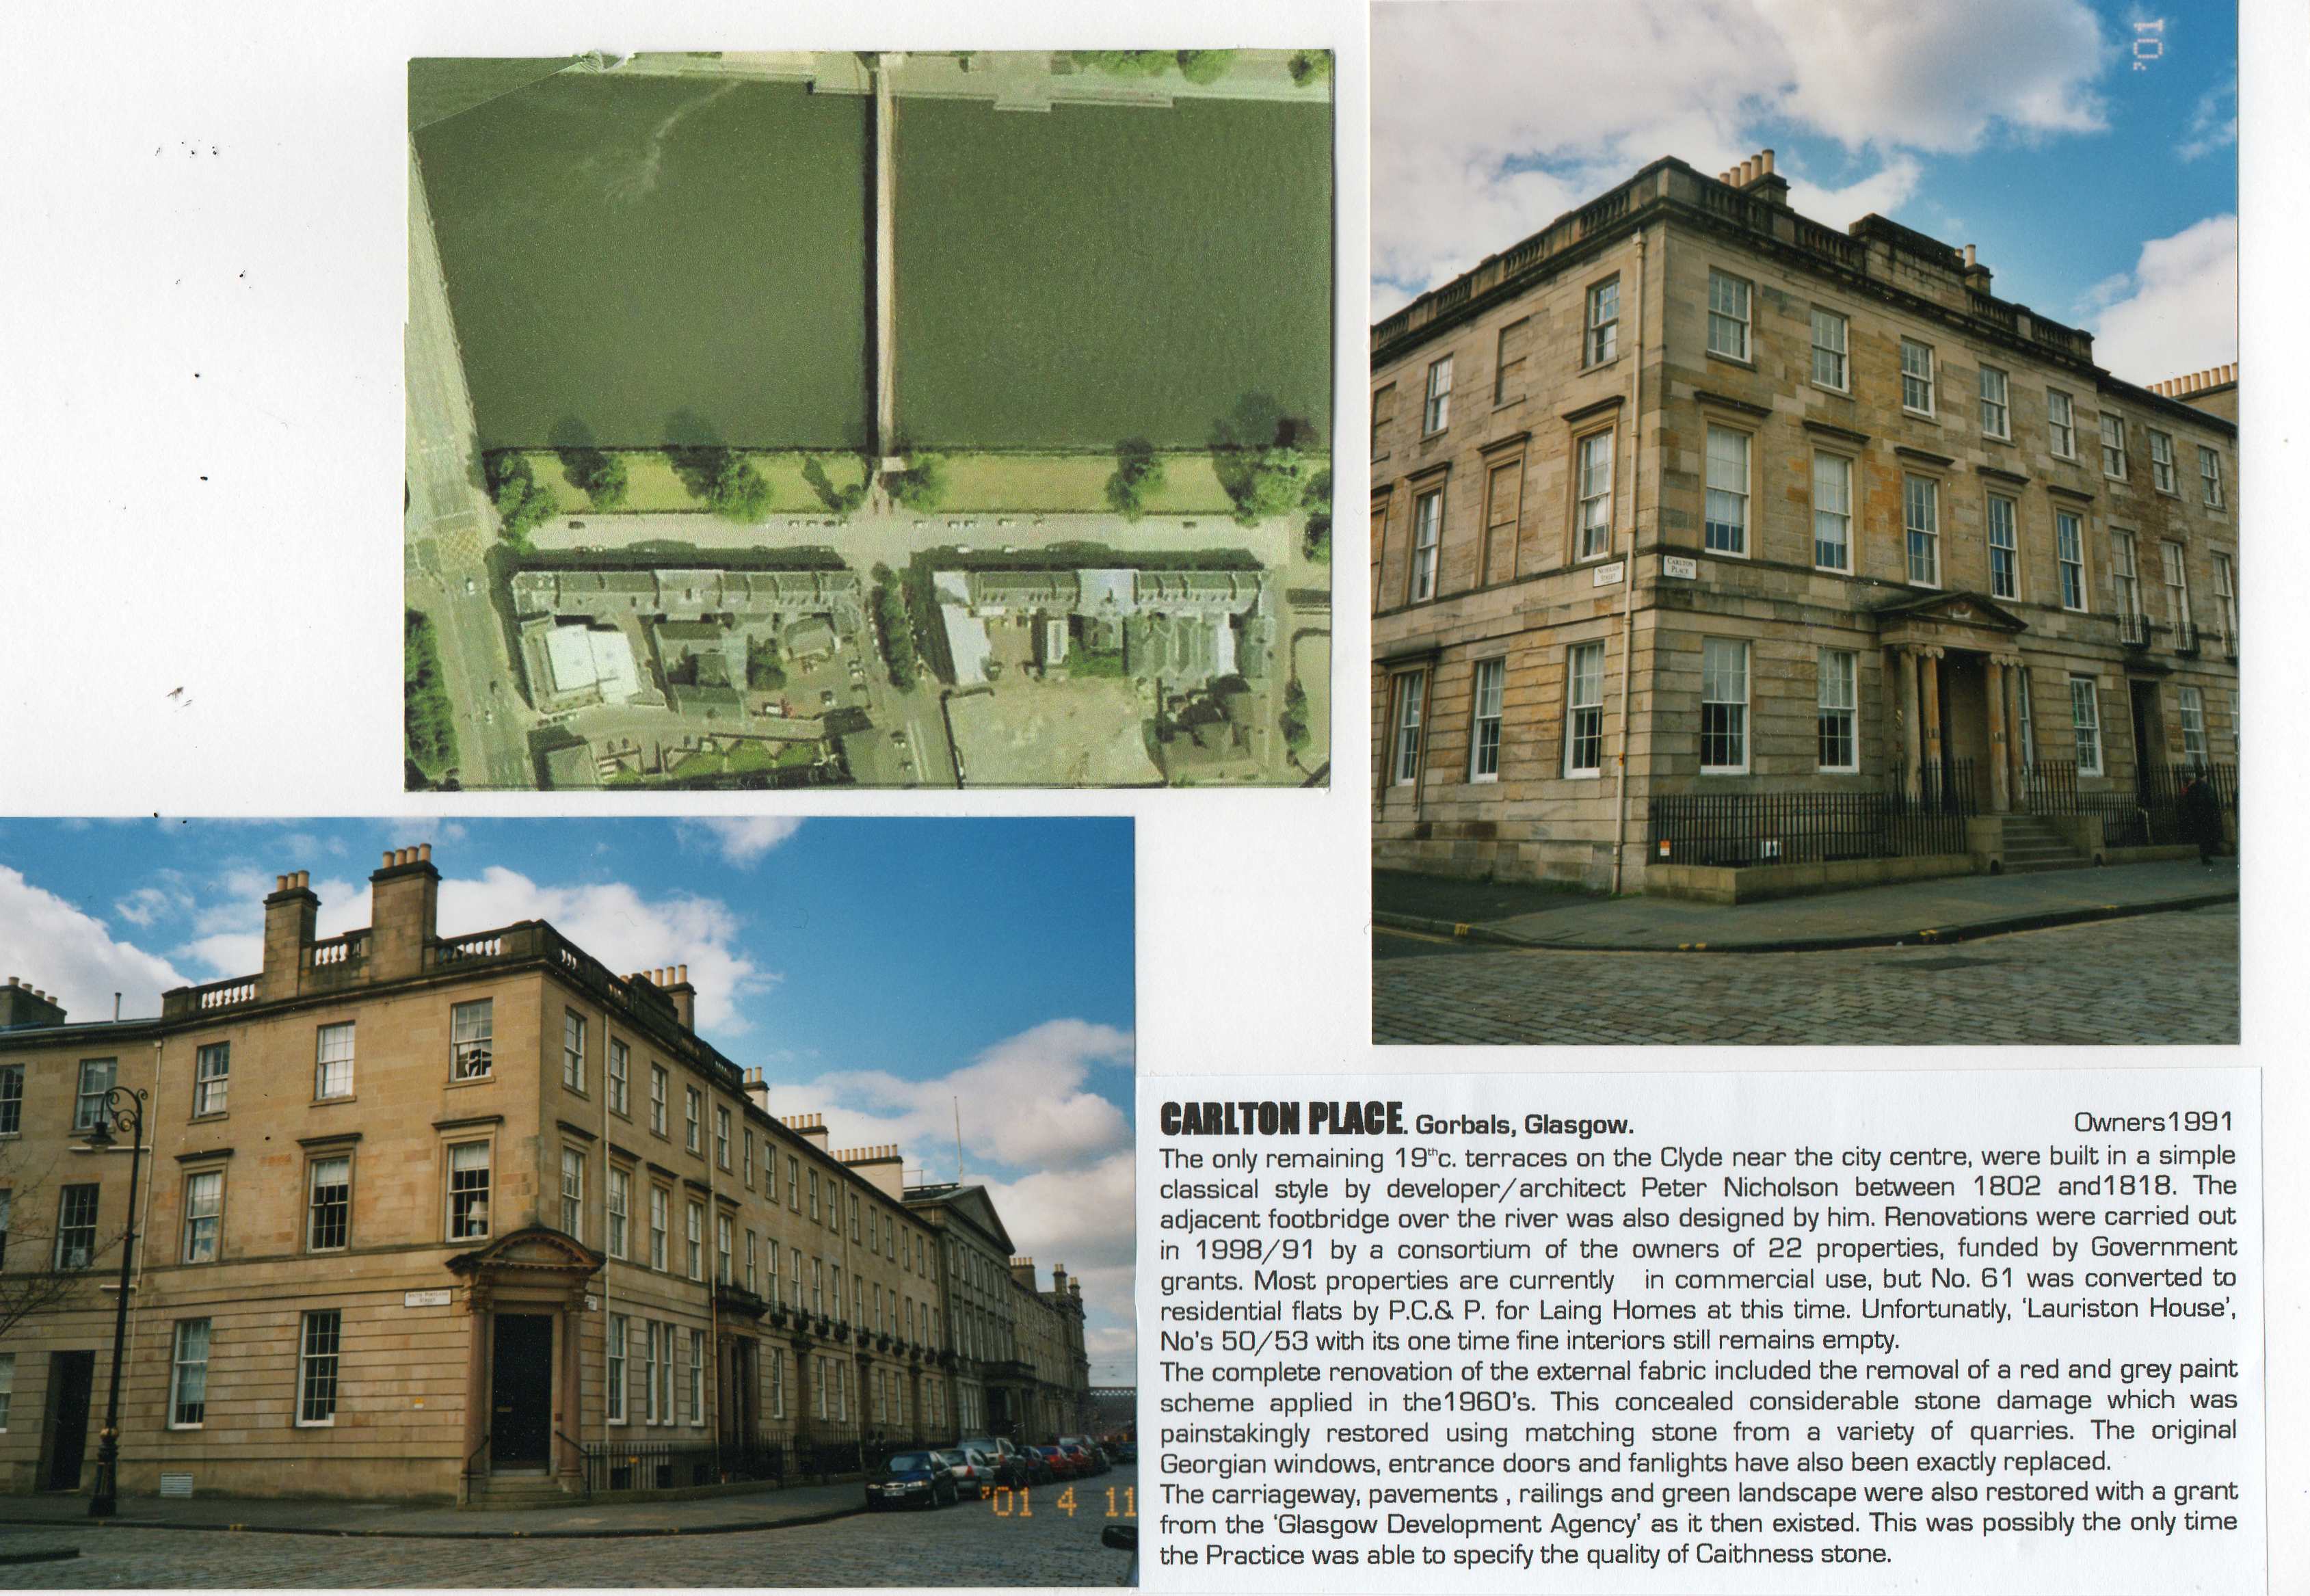 '01
NICHOLSON
STREET
CARLTON
PLACE
SOUTH PORTLAND
STREET
'01 4 11
CARLTON PLACE. Gorbals, Glasgow. Owners1991
The only remaining 19thc. terraces on the Clyde near the city centre, were built in a simple
classical style by developer/architect Peter Nicholson between 1802 and1818. The
adjacent footbridge over the river was also designed by him. Renovations were carried out
in 1998/91 by a consortium of the owners of 22 properties, funded by Government
grants. Most properties are currently in commercial use, but No. 61 was converted to
residential flats by P.C.& P. for Laing Homes at this time. Unfortunatly, 'Lauriston House',
No's 50/53 with its one time fine interiors still remains empty.
The complete renovation of the external fabric included the removal of a red and grey paint
scheme applied in the1960's. This concealed considerable stone damage which was
painstakingly restored using matching stone from a variety of quarries. The original
Georgian windows, entrance doors and fanlights have also been exactly replaced.
The carriageway, pavements , railings and green landscape were also restored with a grant
from the 'Glasgow Development Agency' as it then existed. This was possibly the only time
the Practice was able to specify the quality of Caithness stone.